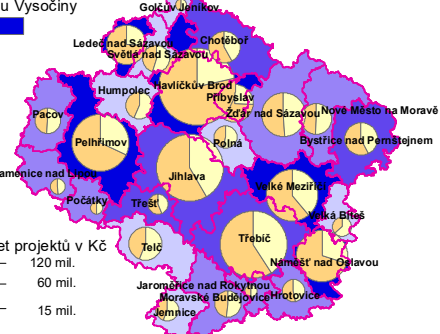 u Vysočiny
Golčův Jeníkov
Chotěboř
Ledeč nad Sázavou
Světlá nad Sázavou
Havlíčkův Brod
Humpolec
Přibyslav
Žďár nad Sázavou
Nové Město na Moravě
Pacov
Bystřice nad Pernštejnem
Pelhřimov
Polná
Jihlava
amenice nad Lipou
Velké Meziříčí
Počátky
Třešť
Velká Bíteš
Třebíč
Telč
et projektů v Kč
120 mil.
Náměšť nad Oslavou
60 mil.
Jaroměřice nad Rokytnou
Moravské Budějovice
Hrotovice
15 mil.
Jemnice